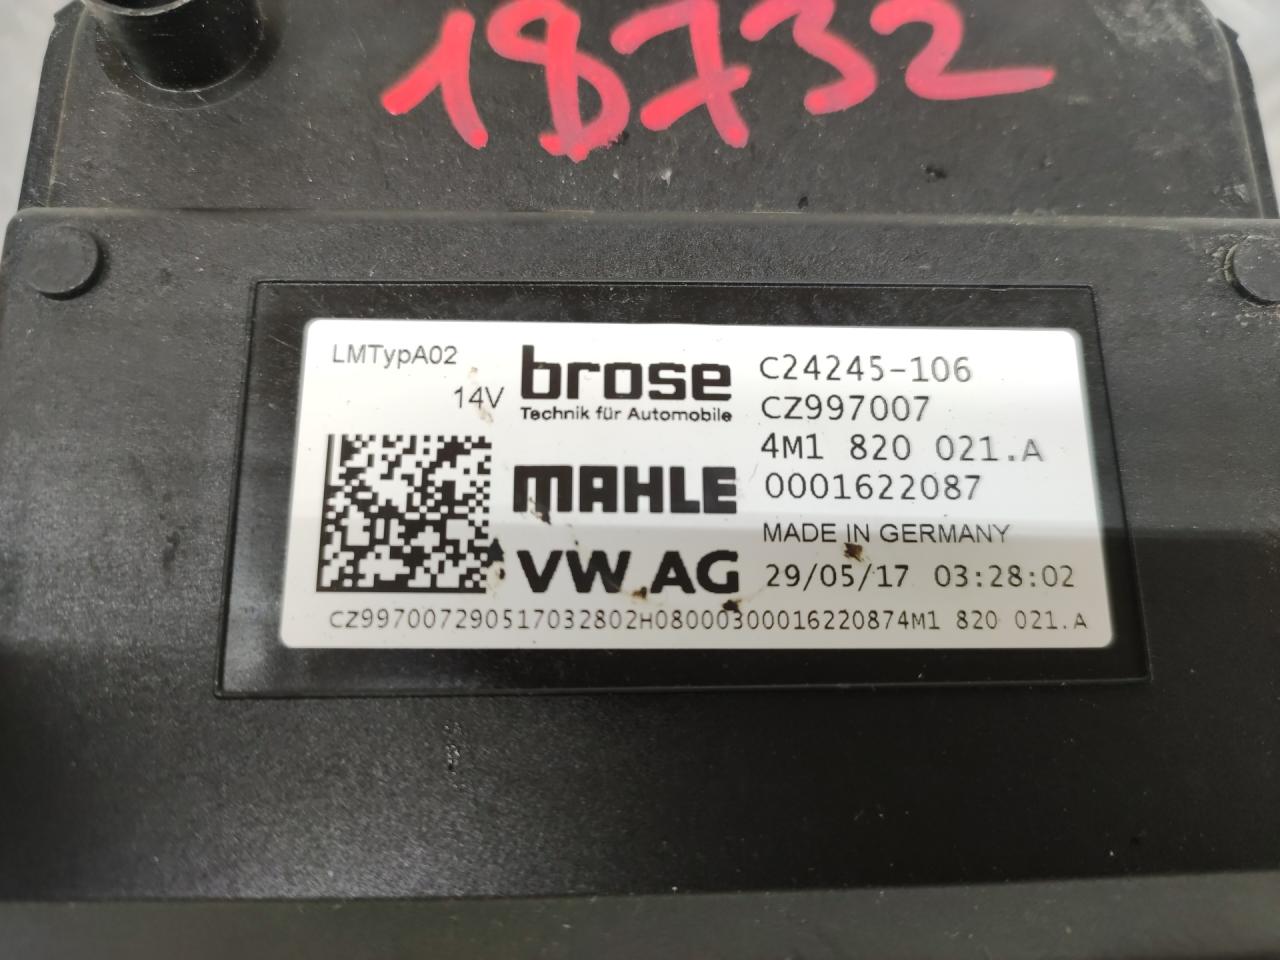 18732
LMTypA02
14V
brose
Technik für Automobile
MAHLE
VW AG
C24245-106
CZ997007
4M1 820 021.A
0001622087
MADE IN GERMANY
29/05/17 03:28:02
CZ997007290517032802H08000300016220874M1 820 021.A